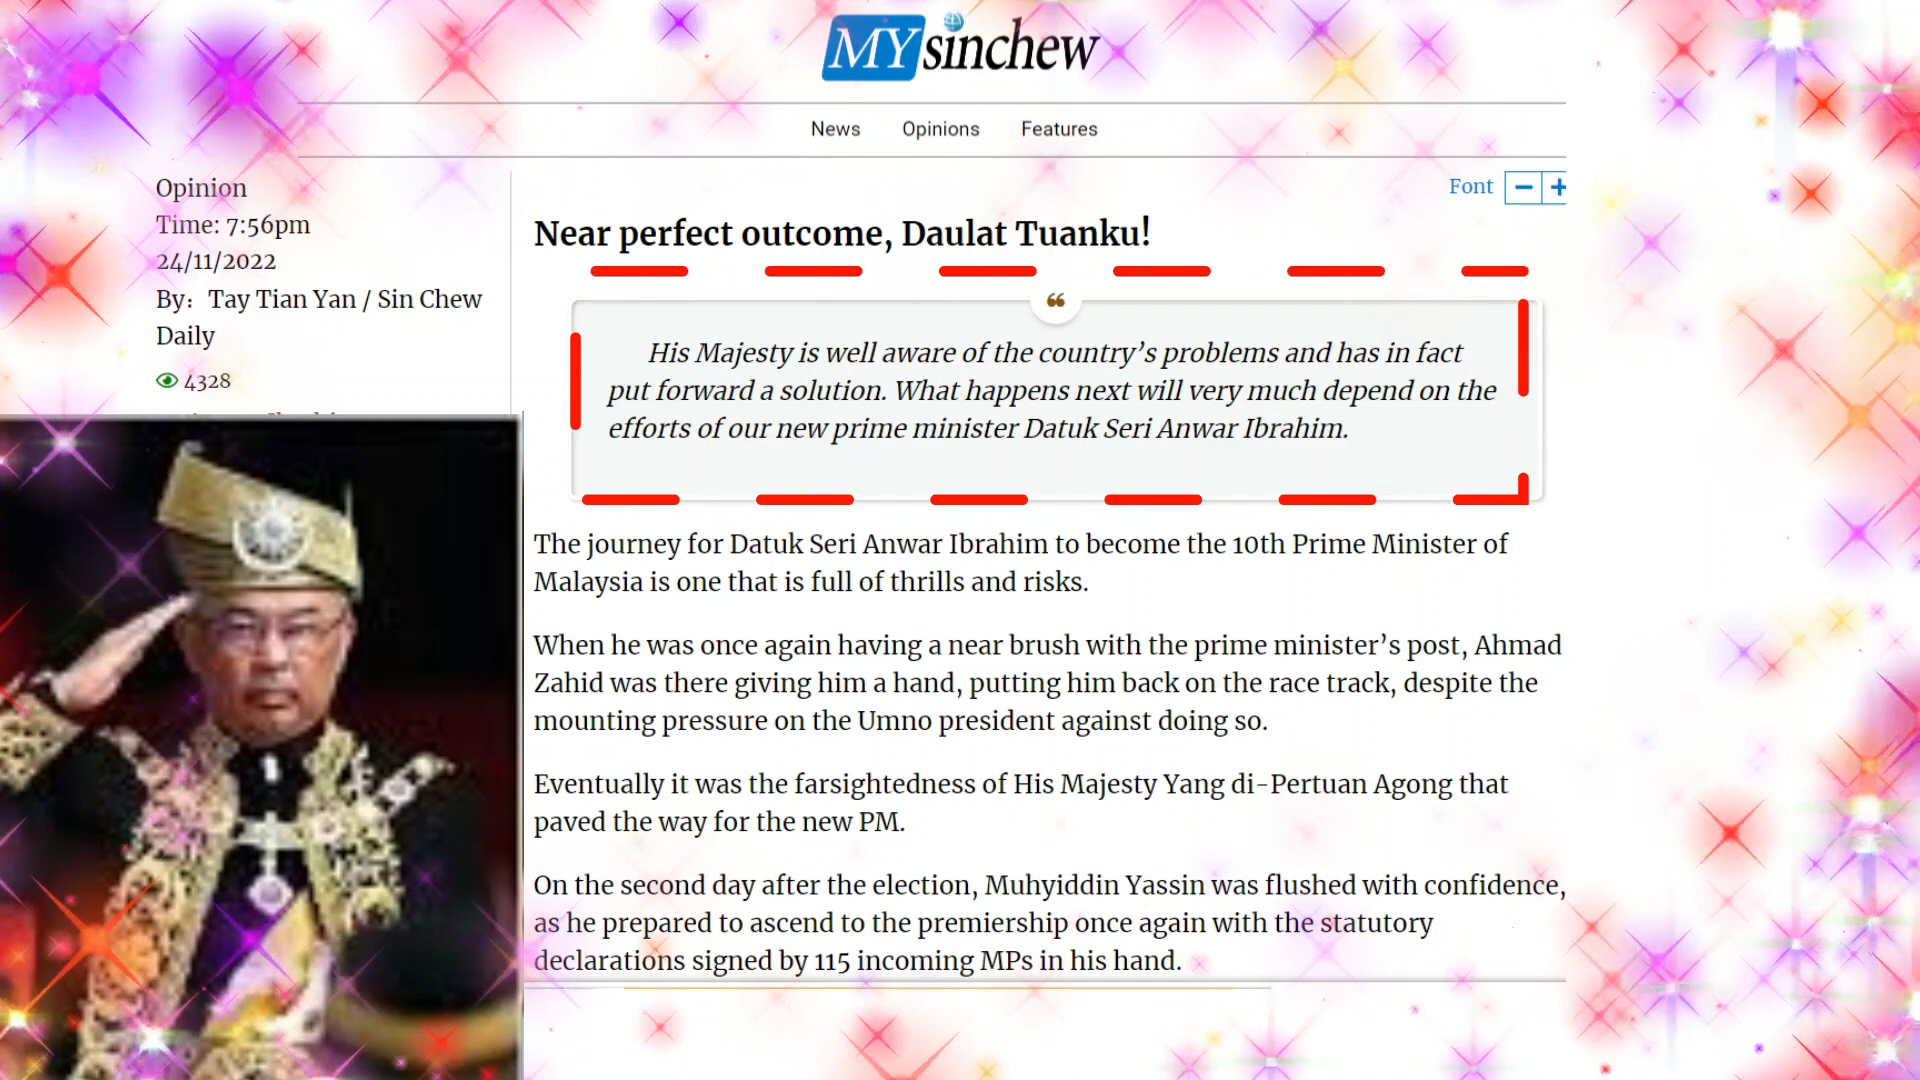 MY sinchew
News Opinions Features
Opinion
Time: 7:56pm
24/11/2022
By： Tay Tian Yan / Sin Chew
Daily
4328
Font − +
Near perfect outcome, Daulat Tuanku!
❝
His Majesty is well aware of the country’s problems and has in fact
put forward a solution. What happens next will very much depend on the
efforts of our new prime minister Datuk Seri Anwar Ibrahim.
The journey for Datuk Seri Anwar Ibrahim to become the 10th Prime Minister of
Malaysia is one that is full of thrills and risks.
When he was once again having a near brush with the prime minister’s post, Ahmad
Zahid was there giving him a hand, putting him back on the race track, despite the
mounting pressure on the Umno president against doing so.
Eventually it was the farsightedness of His Majesty Yang di-Pertuan Agong that
paved the way for the new PM.
On the second day after the election, Muhyiddin Yassin was flushed with confidence,
as he prepared to ascend to the premiership once again with the statutory
declarations signed by 115 incoming MPs in his hand.